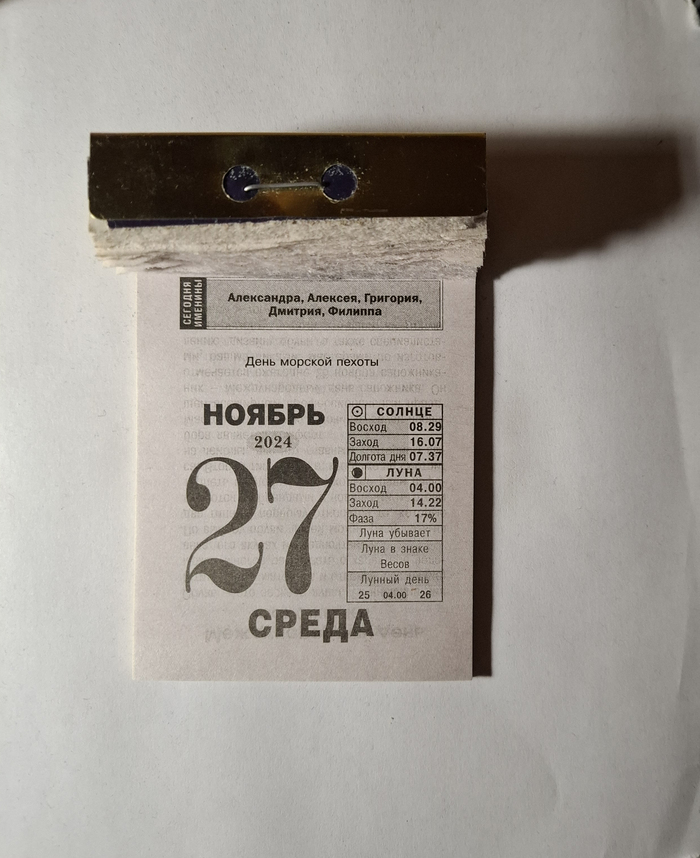 СЕГОДНЯ
ИМЕНИНЫ
Александра, Алексея, Григория,
Дмитрия, Филиппа
День морской пехоты
НОЯБРЬ
2024
27
СРЕДА
СОЛНЦЕ
Восход 08.29
Заход 16.07
Долгота дня 07.37
ЛУНА
Восход 04.00
Заход 14.22
Фаза 17%
Луна убывает
Луна в знаке
Весов
Лунный день
25 04.00 26